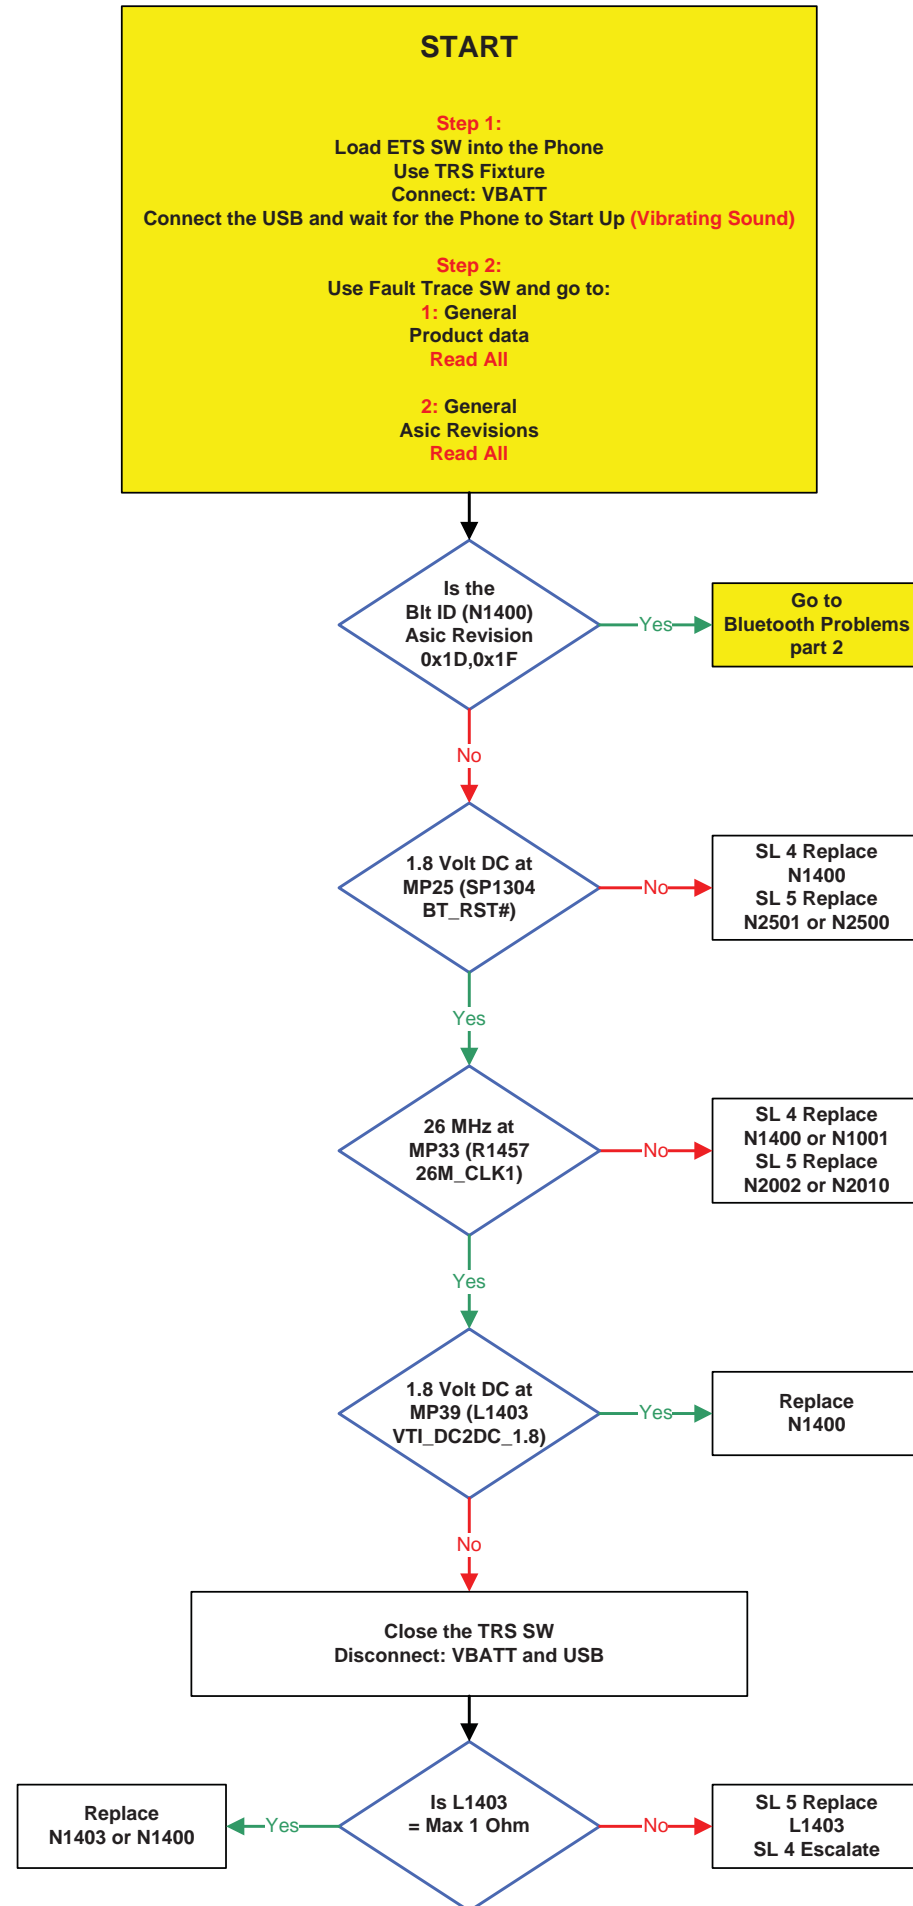 START
Step 1:
Load ETS SW into the Phone
Use TRS Fixture
Connect: VBATT
Connect the USB and wait for the Phone to Start Up (Vibrating Sound)
Step 2:
Use Fault Trace SW and go to:
1: General
Product data
Read All
2: General
Asic Revisions
Read All
Is the
Blt ID (N1400)
Asic Revision
0x1D,0x1F
Yes
Go to
Bluetooth Problems
part 2
No
1.8 Volt DC at
MP25 (SP1304
BT_RST#)
No
SL 4 Replace
N1400
SL 5 Replace
N2501 or N2500
Yes
26 MHz at
MP33 (R1457
26M_CLK1)
No
SL 4 Replace
N1400 or N1001
SL 5 Replace
N2002 or N2010
Yes
1.8 Volt DC at
MP39 (L1403
VTI_DC2DC_1.8)
Yes
Replace
N1400
No
Close the TRS SW
Disconnect: VBATT and USB
Replace
N1403 or N1400
Yes
Is L1403
= Max 1 Ohm
No
SL 5 Replace
L1403
SL 4 Escalate